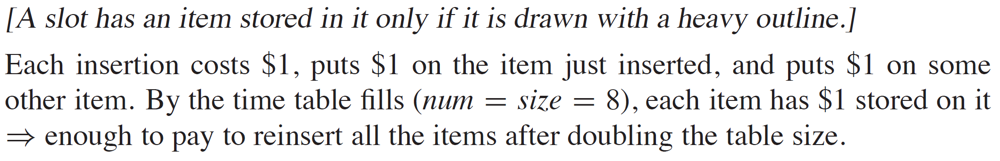 [A slot has an item stored in it only if it is drawn with a heavy outline.]
Each insertion costs $1, puts $1 on the item just inserted, and puts $1 on some
other item. By the time table fills (num = size = 8), each item has $1 stored on it
⇒ enough to pay to reinsert all the items after doubling the table size.